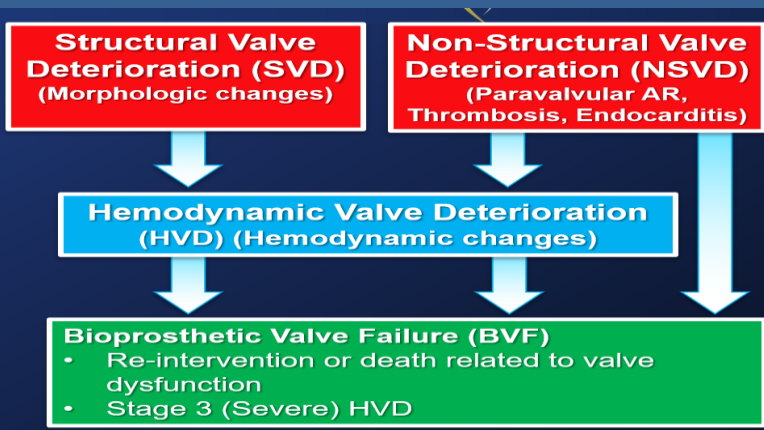 Structural Valve
Deterioration (SVD)
(Morphologic changes)
Non-Structural Valve
Deterioration (NSVD)
(Paravalvular AR,
Thrombosis, Endocarditis)
Hemodynamic Valve Deterioration
(HVD) (Hemodynamic changes)
Bioprosthetic Valve Failure (BVF)
• Re-intervention or death related to valve
dysfunction
• Stage 3 (Severe) HVD